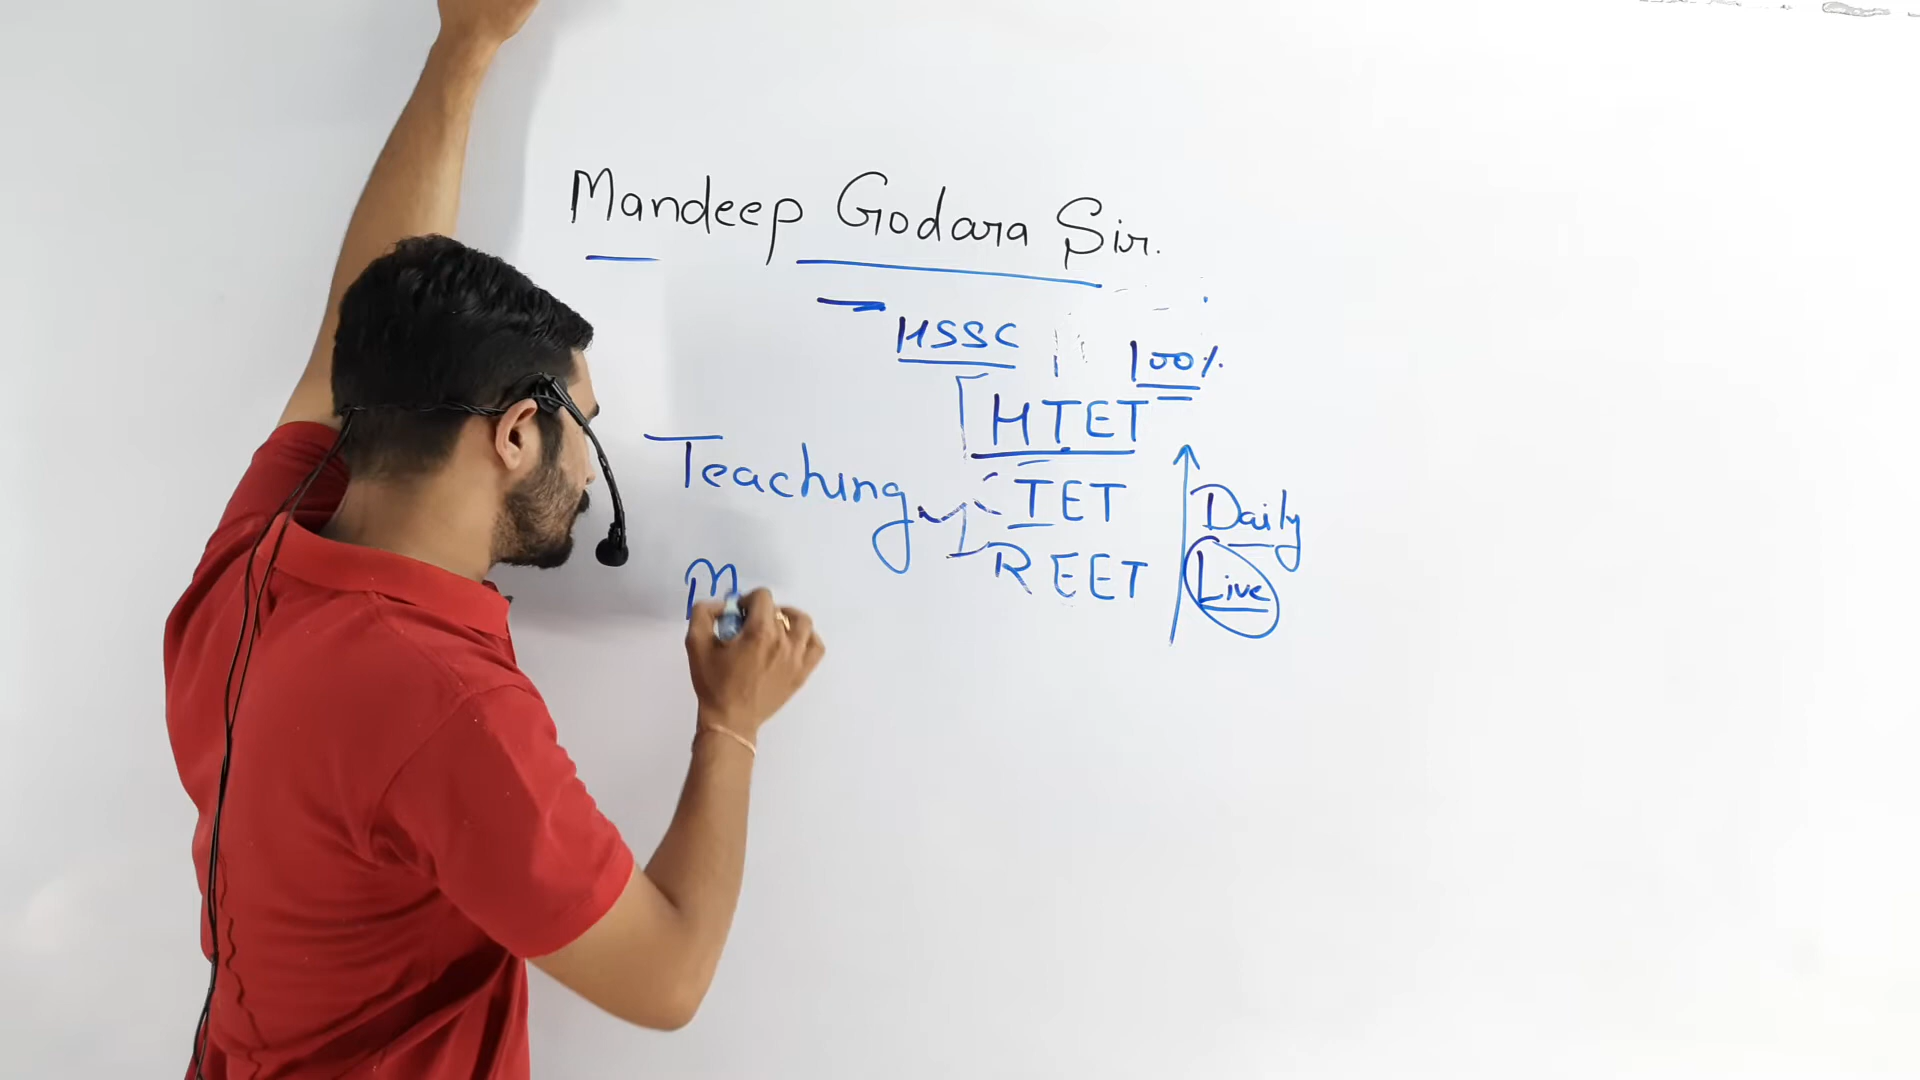 Mandeep Godara Sir.
HSSC
100%
HTET
Teaching
TET
REET
Daily
Live
M